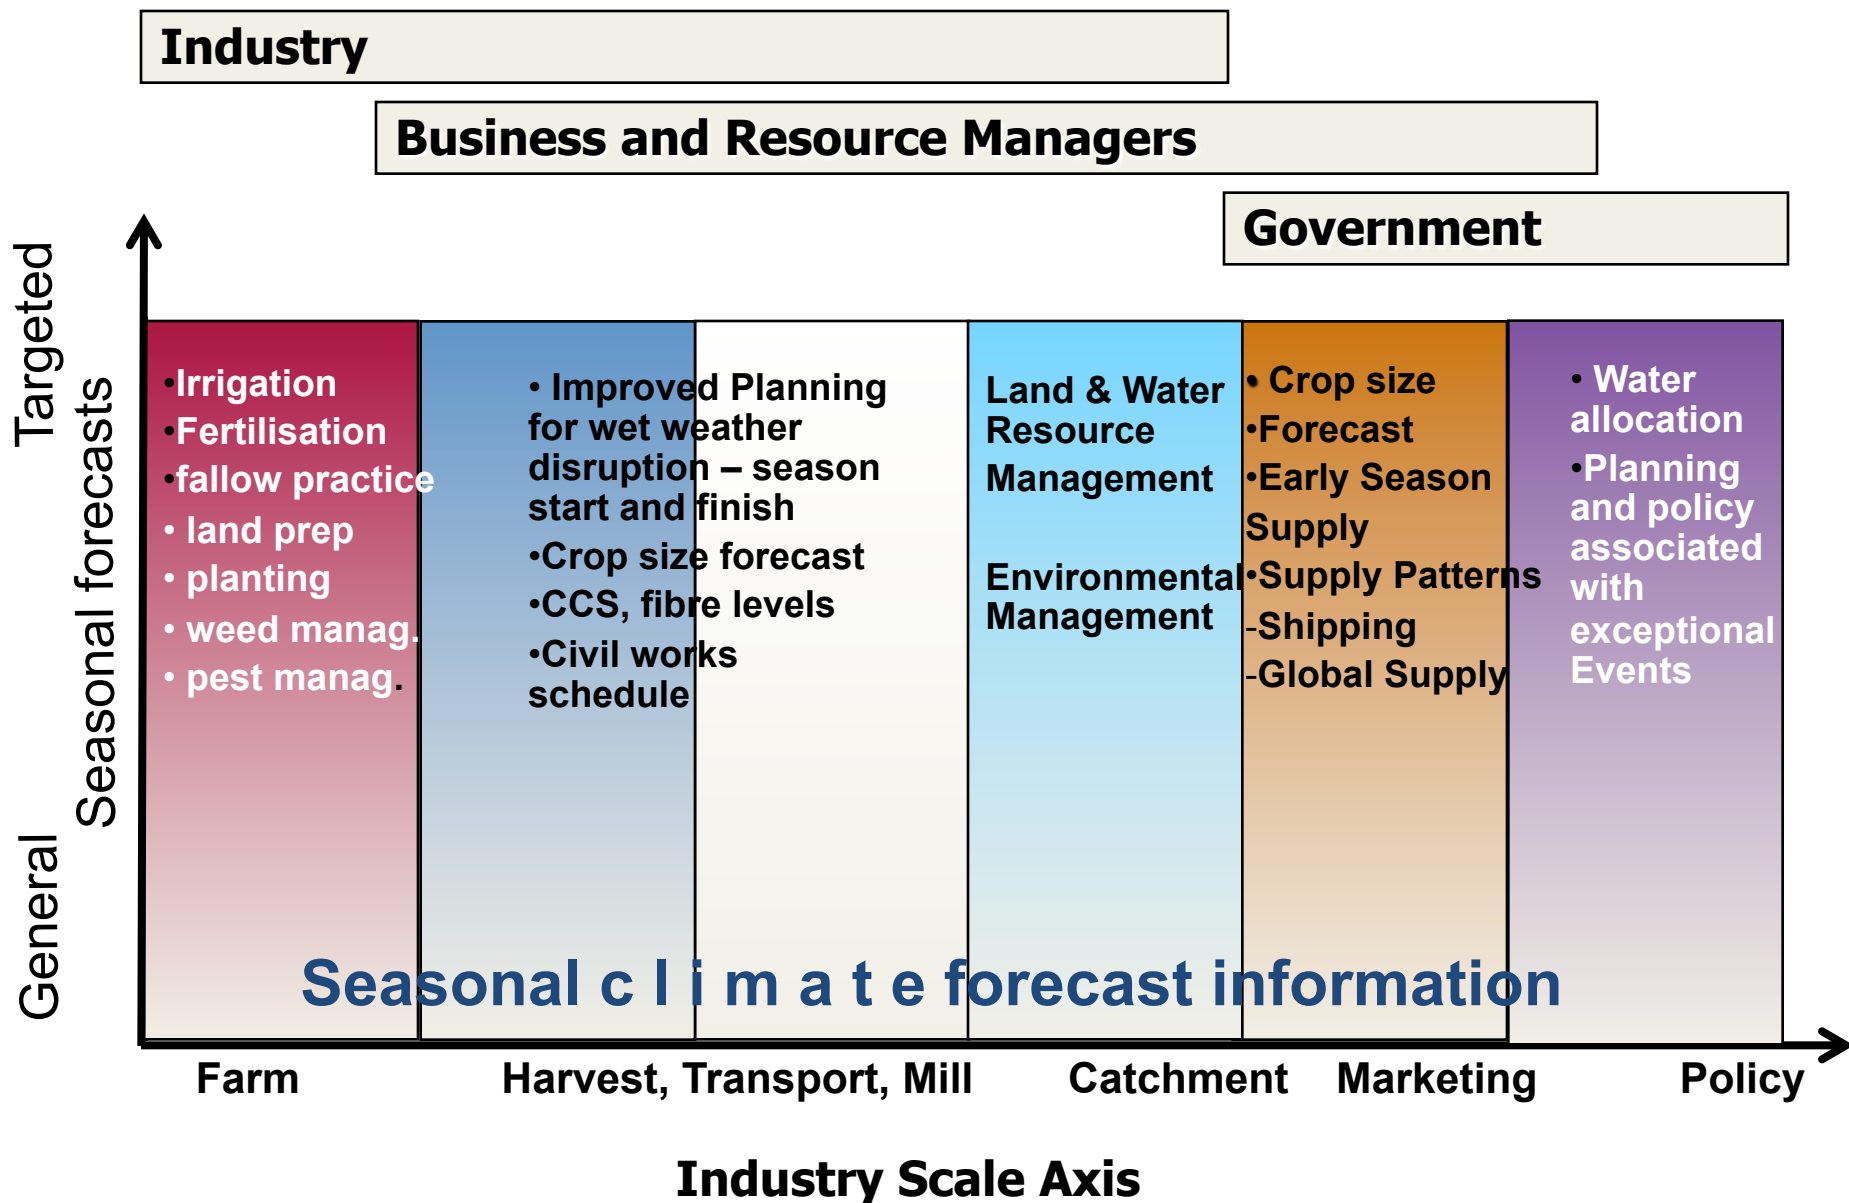 Industry
Business and Resource Managers
Government
Targeted
Seasonal forecasts
General
•Irrigation
•Fertilisation
•fallow practice
• land prep
• planting
• weed manag.
• pest manag.
• Improved Planning
for wet weather
disruption – season
start and finish
•Crop size forecast
•CCS, fibre levels
•Civil works
schedule
Land & Water
Resource
Management
Environmental
Management
• Crop size
•Forecast
•Early Season
Supply
•Supply Patterns
-Shipping
-Global Supply
• Water
allocation
•Planning
and policy
associated
with
exceptional
Events
Seasonal c l i m a t e forecast information
Farm
Harvest, Transport, Mill
Catchment
Marketing
Policy
Industry Scale Axis